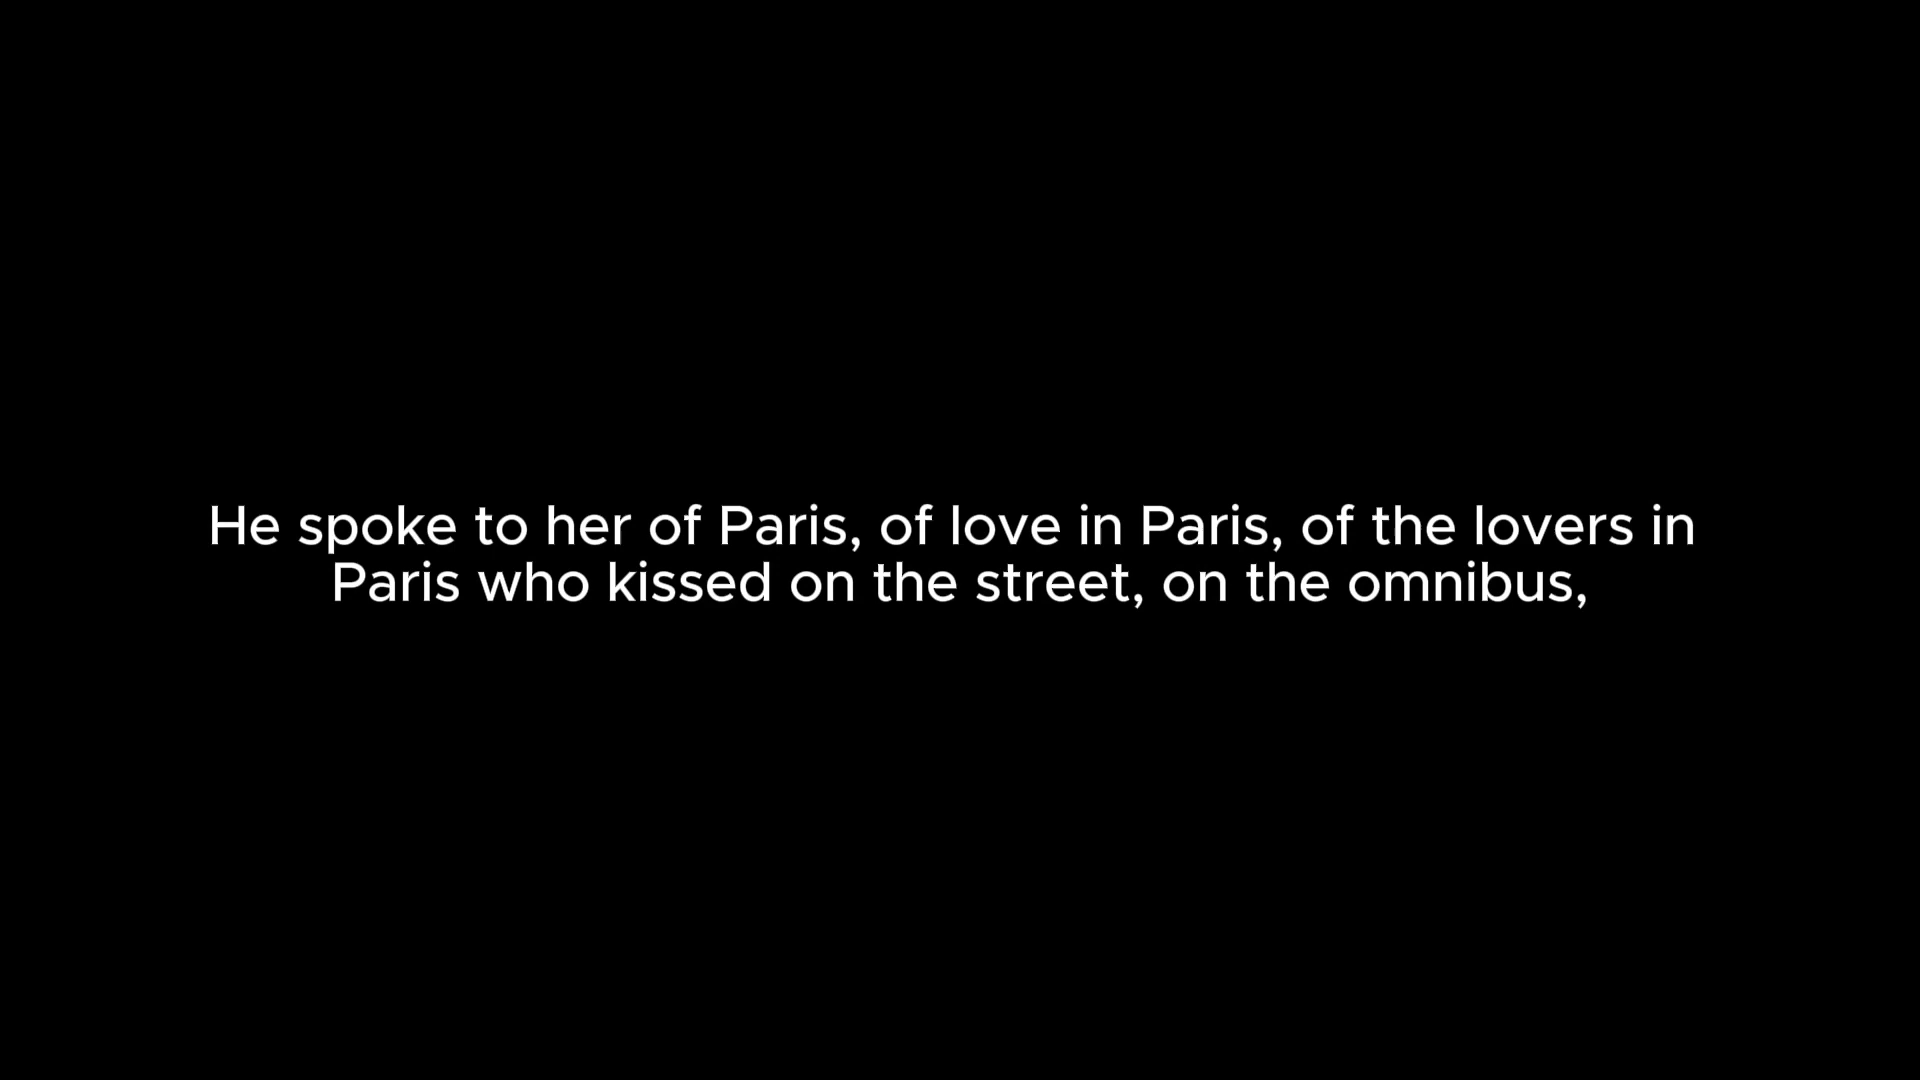 He spoke to her of Paris, of love in Paris, of the lovers in
Paris who kissed on the street, on the omnibus,